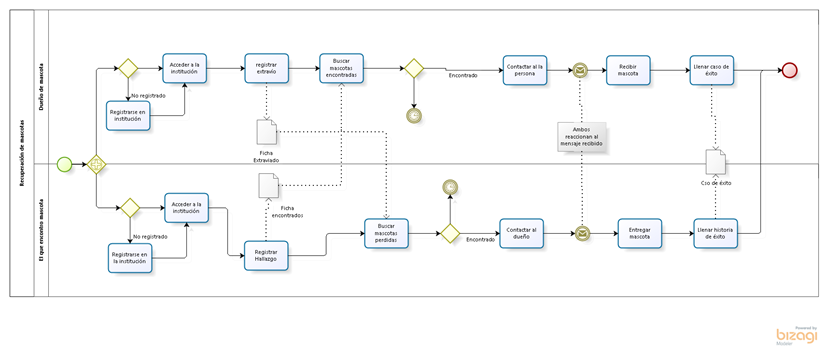 Recuperación de mascotas
Dueño de mascota
No registrado
Registrarse en
institución
Acceder a la
institución
registrar
extravío
Buscar
mascotas
encontradas
Encontrado
Contactar al la
persona
Recibir
mascota
Llenar caso de
éxito
Ficha
Extraviado
Ambos
reaccionan al
mensaje recibido
Cso de éxito
El que encontro mascota
No registrado
Registrarse en
la institución
Acceder a la
institución
Ficha
encontrados
Registrar
Hallazgo
Buscar
mascotas
perdidas
Encontrado
Contactar al
dueño
Entregar
mascota
Llenar historia
de éxito
Powered by
bizagi
Modeler